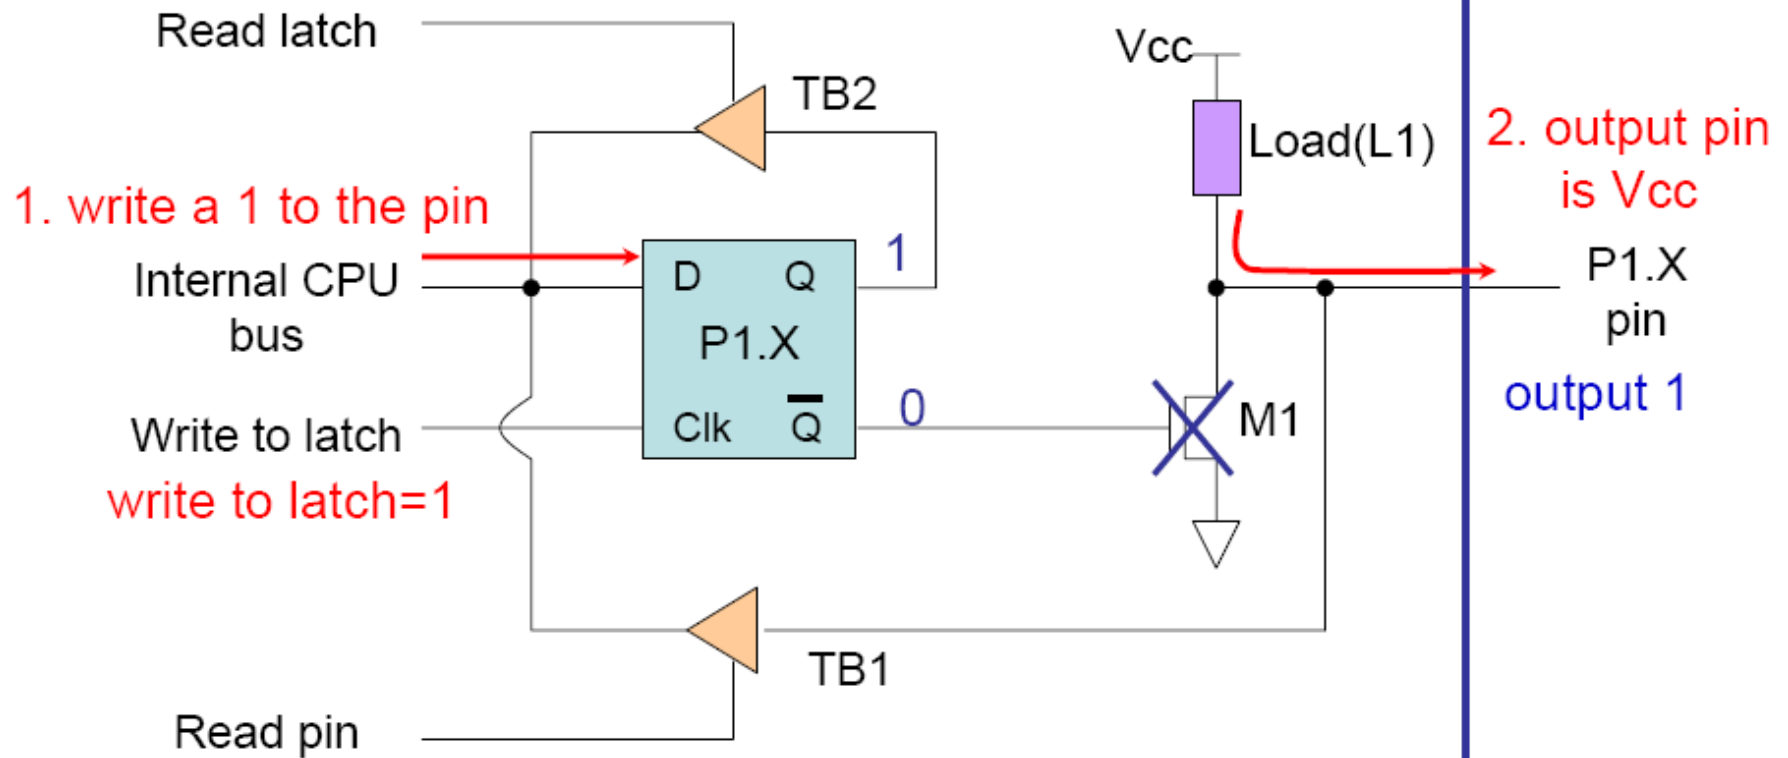 Read latch
TB2
Vcc
Load(L1)
2. output pin
is Vcc
1. write a 1 to the pin
Internal CPU
bus
D
Q
1
P1.X
P1.X
pin
output 1
Write to latch
Clk
Q̅
0
M1
write to latch=1
TB1
Read pin